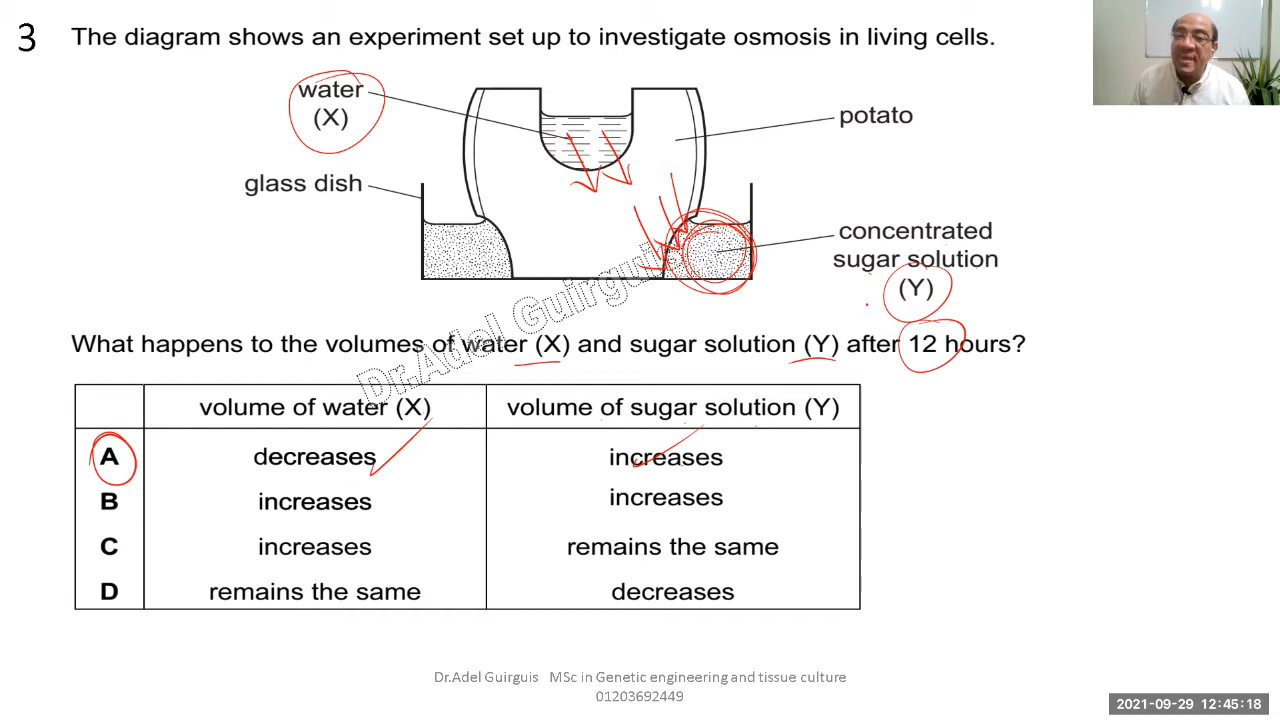 3 The diagram shows an experiment set up to investigate osmosis in living cells.
water
(X)
potato
glass dish
concentrated
sugar solution
(Y)
Dr.Adel Guirguis
What happens to the volumes of water (X) and sugar solution (Y) after 12 hours?
volume of water (X) volume of sugar solution (Y)
A decreases increases
B increases increases
C increases remains the same
D remains the same decreases
Dr.Adel Guirguis MSc in Genetic engineering and tissue culture
01203692449
2021-09-29 12:45:18